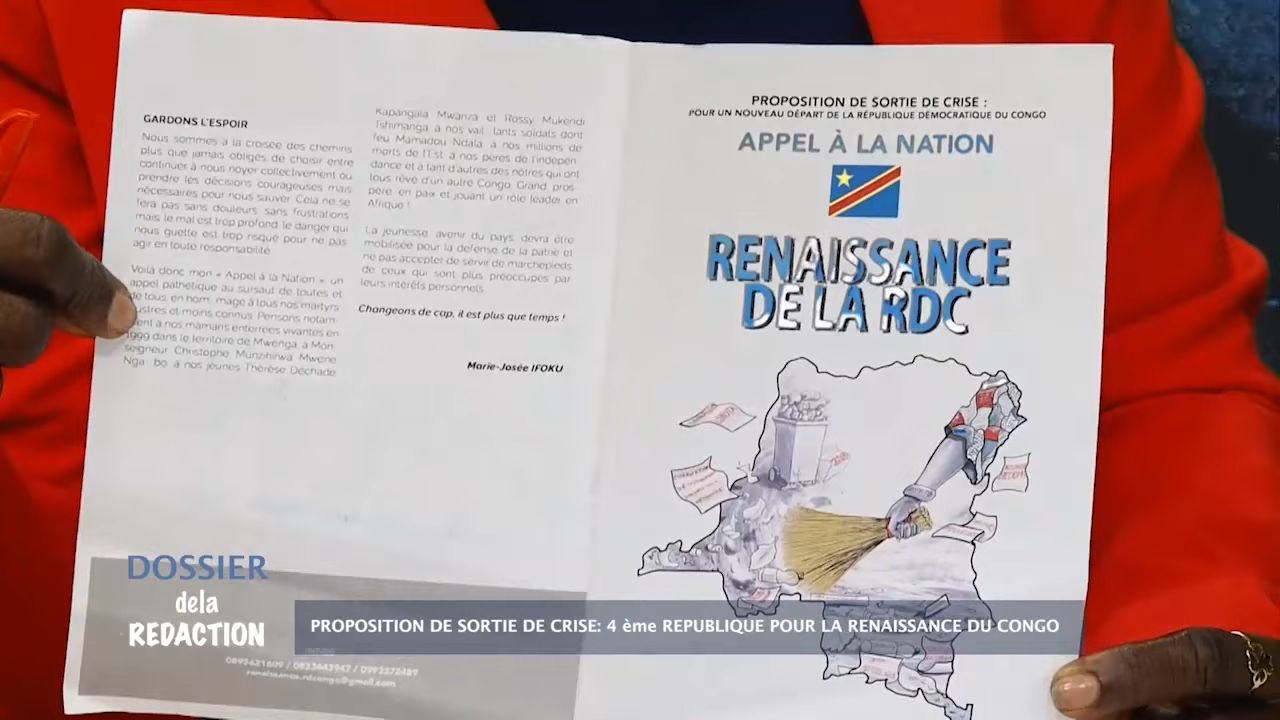 GARDONS L'ESPOIR
Nous sommes à la croisée des chemins
plus que jamais obligés de choisir entre
continuer à nous noyer collectivement ou
prendre les décisions courageuses mais
nécessaires pour nous sauver. Cela ne se
fera pas sans douleurs, sans frustrations
mais, le mal est trop profond, le danger qui
nous guette est trop risqué pour ne pas
agir en toute responsabilité.
Voilà donc mon « Appel à la Nation », un
appel pathétique au sursaut de toutes et
de tous, en hom, mage à tous nos martyrs
ustres et moins connus. Pensons notam-
ent à nos mamans enterrées vivantes en
1999 dans le territoire de Mwenga, à Mon
seigneur Christophe Munzihirwa Mwene
Nga, bo, à nos jeunes Thérèse Déchade
Kapangala Mwanza et Rossy Mukendi
Tshimanga, à nos vail, lants soldats dont
feu Mamadou Ndala, à nos millions de
morts de l'Est, à nos pères de l'indépen
dance et à tant d'autres des nôtres qui ont
tous rêvé d'un autre Congo. Grand, pros
père, en paix et jouant un rôle leader en
Afrique !
La jeunesse, avenir du pays, devra être
mobilisée pour la défense de la patrie et
ne pas accepter de servir de marchepieds
de ceux qui sont plus préoccupés par
leurs intérêts personnels.
Changeons de cap, il est plus que temps !
Marie-Josée IFOKU
PROPOSITION DE SORTIE DE CRISE :
POUR UN NOUVEAU DÉPART DE LA RÉPUBLIQUE DÉMOCRATIQUE DU CONGO
APPEL À LA NATION
RENAISSANCE
DE LA RDC
DOSSIER
dela
REDACTION
PROPOSITION DE SORTIE DE CRISE: 4 ème REPUBLIQUE POUR LA RENAISSANCE DU CONGO
renaissance.rdcongo@gmail.com